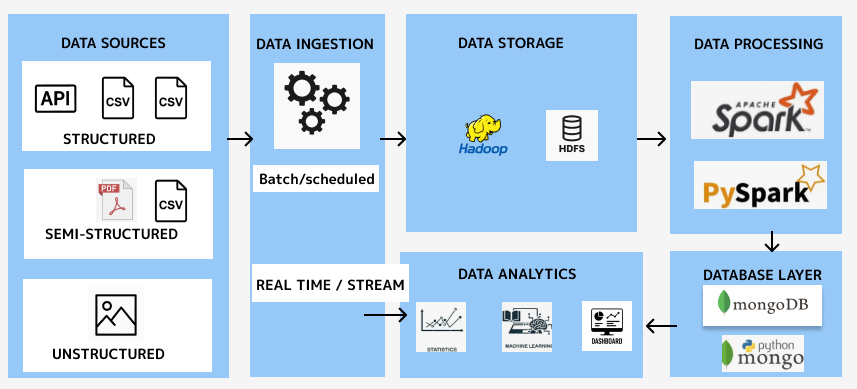 DATA SOURCES
API
CSV
CSV
STRUCTURED
PDF
CSV
SEMI-STRUCTURED
UNSTRUCTURED
DATA INGESTION
Batch/scheduled
REAL TIME / STREAM
DATA STORAGE
Hadoop
HDFS
DATA PROCESSING
APACHE
Spark™
PySpark
DATABASE LAYER
mongoDB
python
mongo
DATA ANALYTICS
STATISTICS
MACHINE LEARNING
DASHBOARD